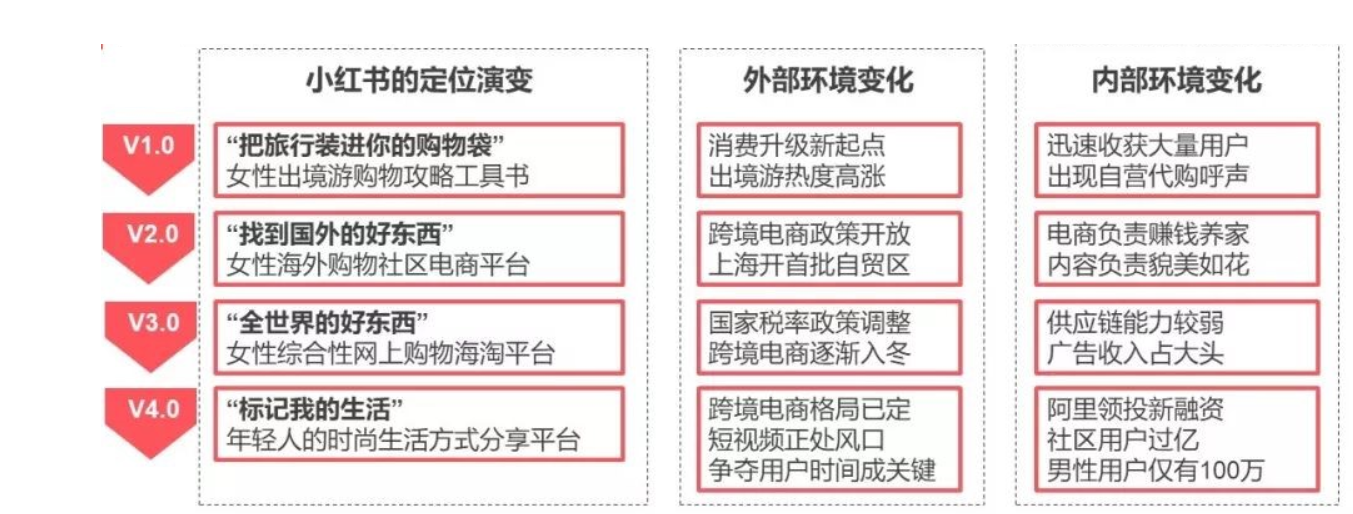 小红书的定位演变
外部环境变化
内部环境变化
V1.0
“把旅行装进你的购物袋”
女性出境游购物攻略工具书
消费升级新起点
出境游热度高涨
迅速收获大量用户
出现自营代购呼声
V2.0
“找到国外的好东西”
女性海外购物社区电商平台
跨境电商政策开放
上海开首批自贸区
电商负责赚钱养家
内容负责貌美如花
V3.0
“全世界的好东西”
女性综合性网上购物海淘平台
国家税率政策调整
跨境电商逐渐入冬
供应链能力较弱
广告收入占大头
V4.0
“标记我的生活”
年轻人的时尚生活方式分享平台
跨境电商格局已定
短视频正处风口
争夺用户时间成关键
阿里领投新融资
社区用户过亿
男性用户仅有100万